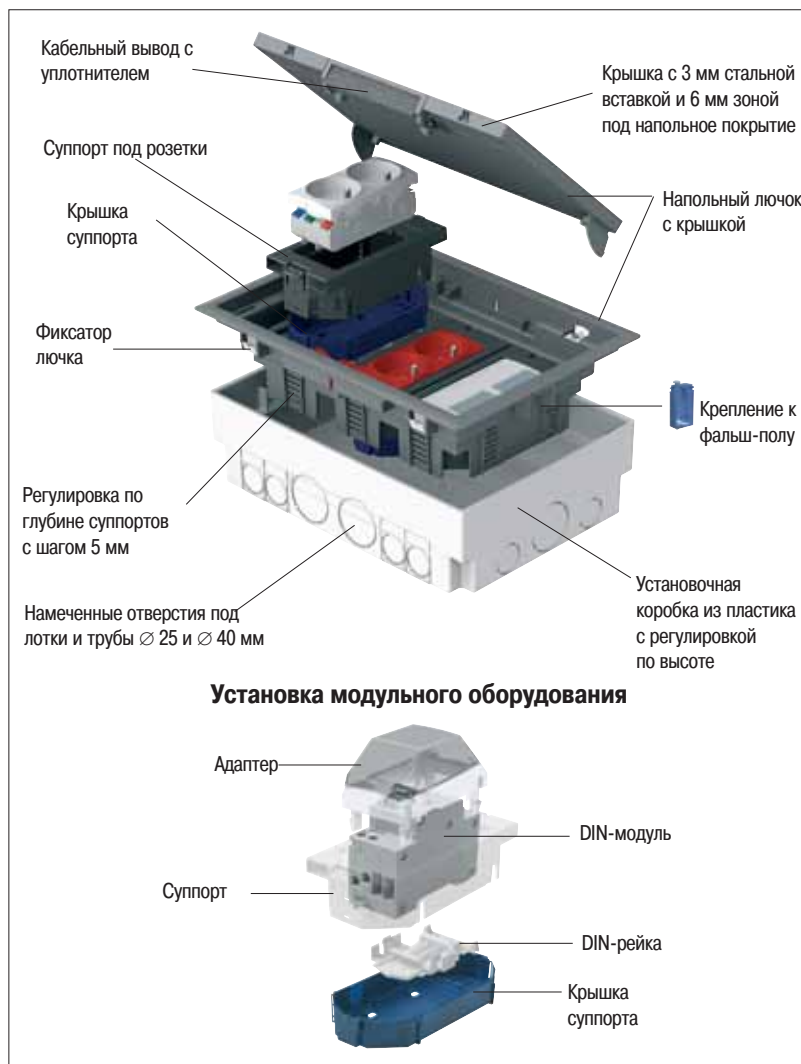 Кабельный вывод с
уплотнителем
Крышка с 3 мм стальной
вставкой и 6 мм зоной
под напольное покрытие
Суппорт под розетки
Крышка
суппорта
Напольный лючок
с крышкой
Фиксатор
лючка
Крепление к
фальш-полу
Регулировка по
глубине суппортов
с шагом 5 мм
Намеченные отверстия под
лотки и трубы ∅ 25 и ∅ 40 мм
Установочная
коробка из пластика
с регулировкой
по высоте
Установка модульного оборудования
Адаптер
DIN-модуль
Суппорт
DIN-рейка
Крышка
суппорта